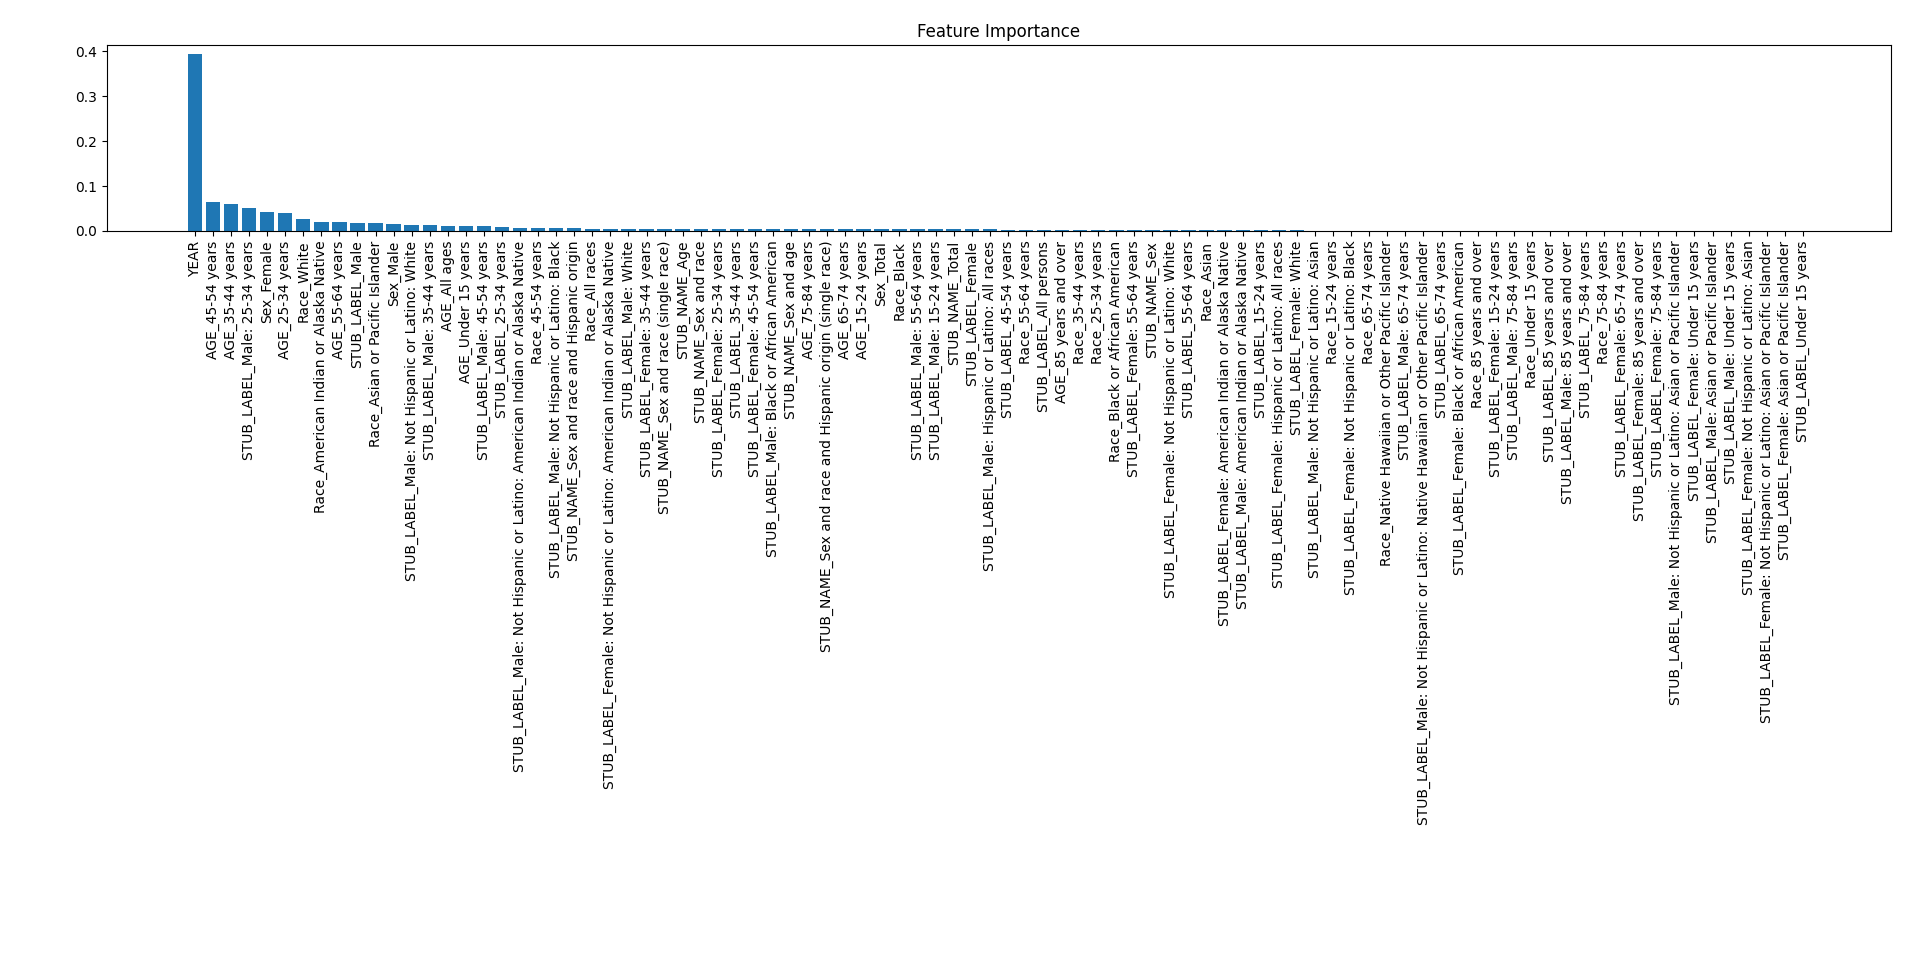 Feature Importance
0.4
0.3
0.2
0.1
0.0
YEAR
AGE_45-54 years
AGE_35-44 years
STUB_LABEL_Male: 25-34 years
Sex_Female
AGE_25-34 years
Race_White
Race_American Indian or Alaska Native
AGE_55-64 years
STUB_LABEL_Male
Race_Asian or Pacific Islander
Sex_Male
STUB_LABEL_Male: Not Hispanic or Latino: White
STUB_LABEL_Male: 35-44 years
AGE_All ages
AGE_Under 15 years
STUB_LABEL_Male: 45-54 years
STUB_LABEL_25-34 years
STUB_LABEL_Male: Not Hispanic or Latino: American Indian or Alaska Native
Race_45-54 years
STUB_LABEL_Male: Not Hispanic or Latino: Black
STUB_NAME_Sex and race and Hispanic origin
Race_All races
STUB_LABEL_Female: Not Hispanic or Latino: American Indian or Alaska Native
STUB_LABEL_Male: White
STUB_LABEL_Female: 35-44 years
STUB_NAME_Sex and race (single race)
STUB_NAME_Age
STUB_NAME_Sex and race
STUB_LABEL_Female: 25-34 years
STUB_LABEL_35-44 years
STUB_LABEL_Female: 45-54 years
STUB_LABEL_Male: Black or African American
STUB_NAME_Sex and age
AGE_75-84 years
STUB_NAME_Sex and race and Hispanic origin (single race)
AGE_65-74 years
AGE_15-24 years
Sex_Total
Race_Black
STUB_LABEL_Male: 55-64 years
STUB_LABEL_Male: 15-24 years
STUB_NAME_Total
STUB_LABEL_Female
STUB_LABEL_Male: Hispanic or Latino: All races
STUB_LABEL_45-54 years
Race_55-64 years
STUB_LABEL_All persons
AGE_85 years and over
Race_35-44 years
Race_25-34 years
Race_Black or African American
STUB_LABEL_Female: 55-64 years
STUB_NAME_Sex
STUB_LABEL_Female: Not Hispanic or Latino: White
STUB_LABEL_55-64 years
Race_Asian
STUB_LABEL_Female: American Indian or Alaska Native
STUB_LABEL_Male: American Indian or Alaska Native
STUB_LABEL_15-24 years
STUB_LABEL_Female: Hispanic or Latino: All races
STUB_LABEL_Female: White
STUB_LABEL_Male: Not Hispanic or Latino: Asian
Race_15-24 years
STUB_LABEL_Female: Not Hispanic or Latino: Black
Race_65-74 years
Race_Native Hawaiian or Other Pacific Islander
STUB_LABEL_Male: 65-74 years
STUB_LABEL_Male: Not Hispanic or Latino: Native Hawaiian or Other Pacific Islander
STUB_LABEL_65-74 years
STUB_LABEL_Female: Black or African American
Race_85 years and over
STUB_LABEL_Female: 15-24 years
STUB_LABEL_Male: 75-84 years
Race_Under 15 years
STUB_LABEL_85 years and over
STUB_LABEL_Male: 85 years and over
STUB_LABEL_75-84 years
Race_75-84 years
STUB_LABEL_Female: 65-74 years
STUB_LABEL_Female: 85 years and over
STUB_LABEL_Female: 75-84 years
STUB_LABEL_Male: Not Hispanic or Latino: Asian or Pacific Islander
STUB_LABEL_Female: Under 15 years
STUB_LABEL_Male: Asian or Pacific Islander
STUB_LABEL_Male: Under 15 years
STUB_LABEL_Female: Not Hispanic or Latino: Asian
STUB_LABEL_Female: Not Hispanic or Latino: Asian or Pacific Islander
STUB_LABEL_Female: Asian or Pacific Islander
STUB_LABEL_Under 15 years